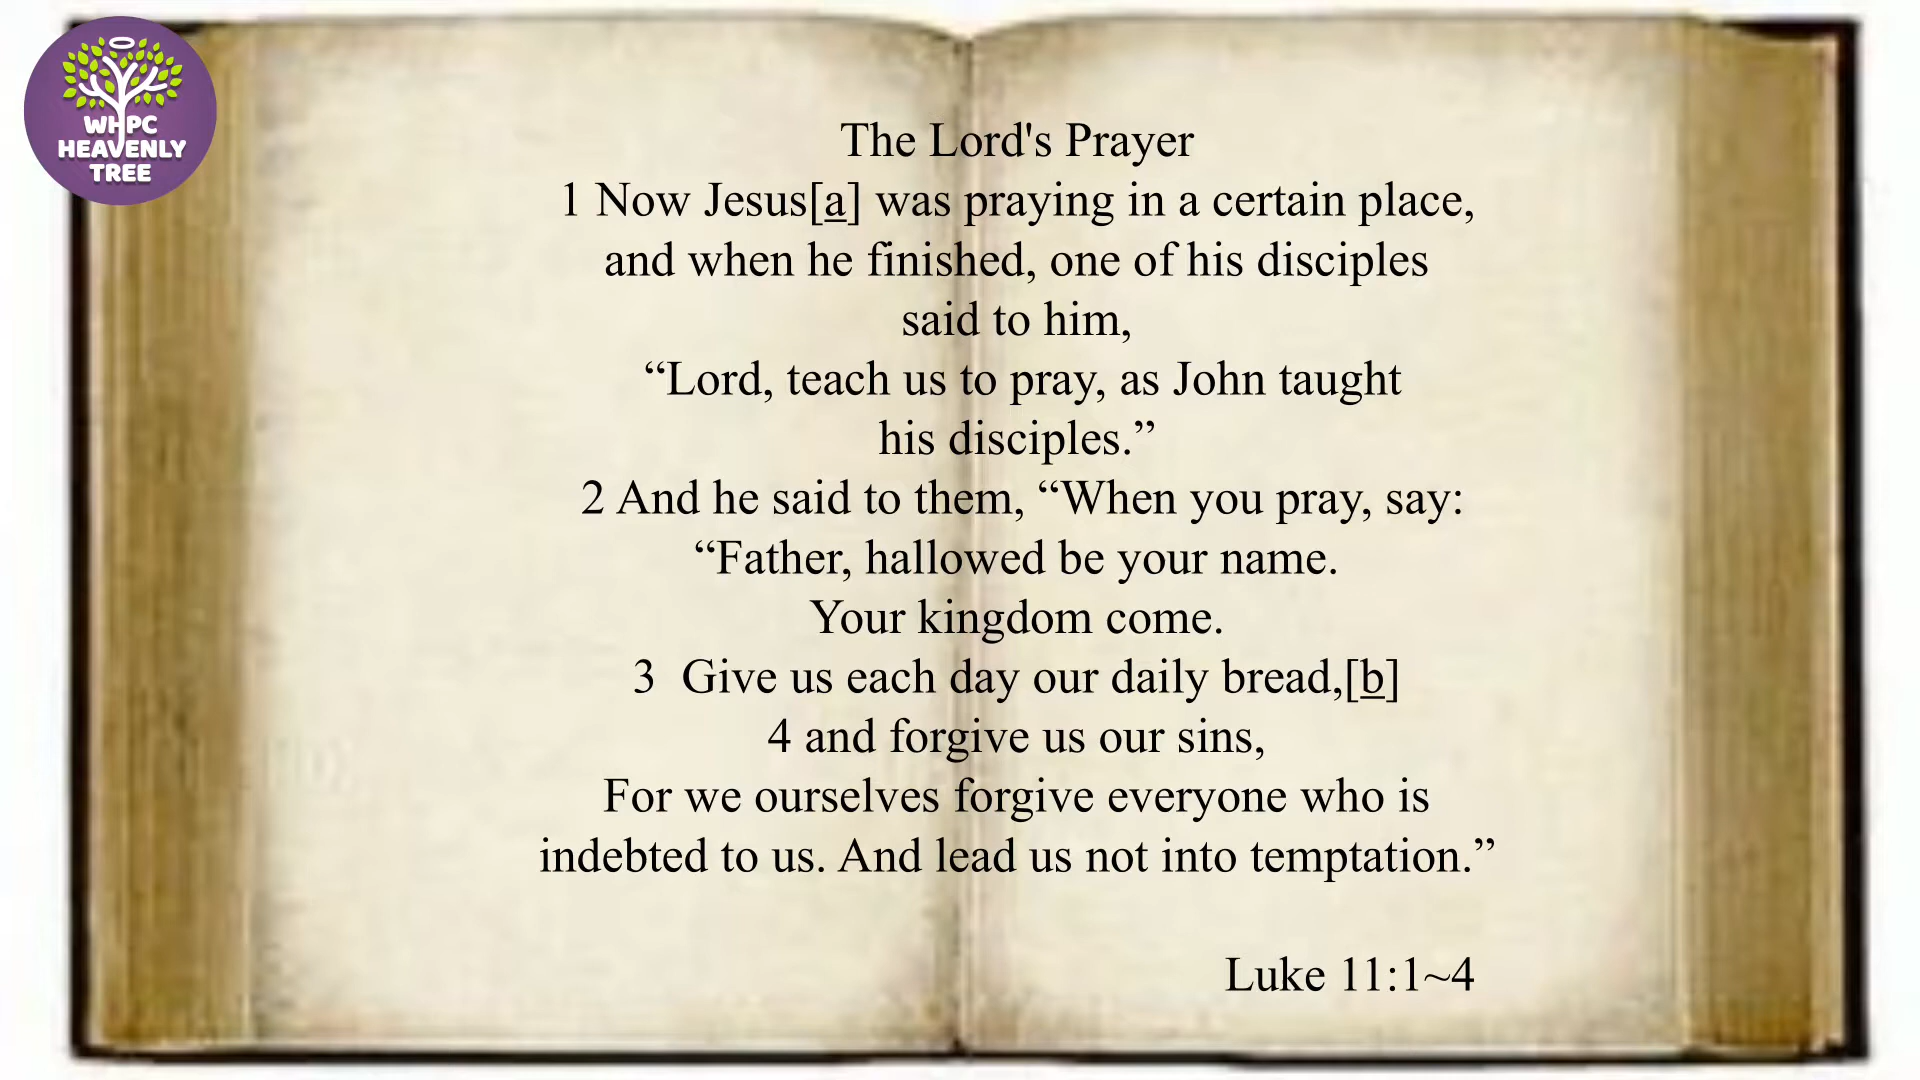 WHPC
HEAVENLY
TREE
The Lord's Prayer
1 Now Jesus[a] was praying in a certain place,
and when he finished, one of his disciples
said to him,
“Lord, teach us to pray, as John taught
his disciples.”
2 And he said to them, “When you pray, say:
“Father, hallowed be your name.
Your kingdom come.
3  Give us each day our daily bread,[b]
4 and forgive us our sins,
For we ourselves forgive everyone who is
indebted to us. And lead us not into temptation.”
Luke 11:1~4